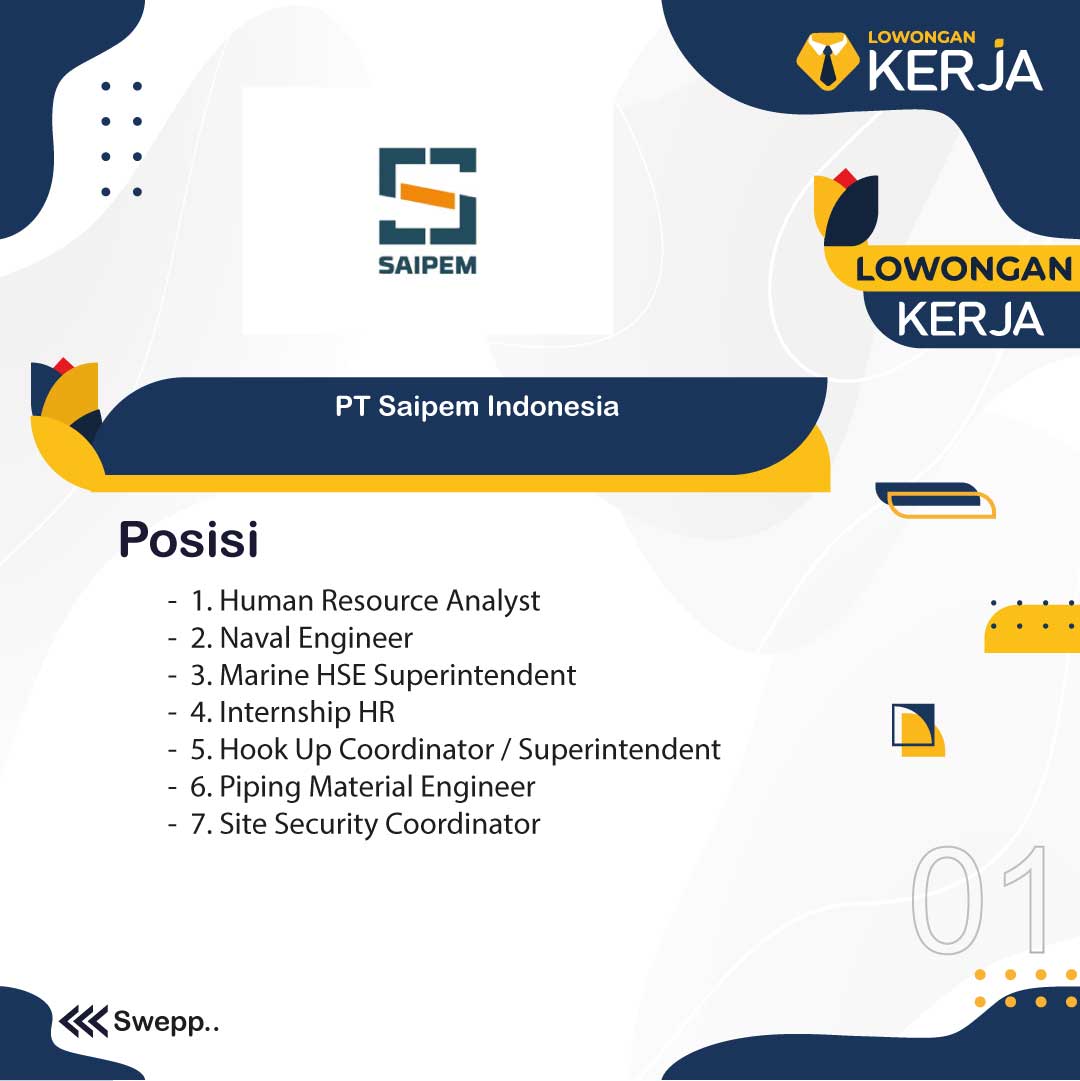 LOWONGAN
KERJA
SAIPEM
LOWONGAN
KERJA
PT Saipem Indonesia
Posisi
- 1. Human Resource Analyst
- 2. Naval Engineer
- 3. Marine HSE Superintendent
- 4. Internship HR
- 5. Hook Up Coordinator / Superintendent
- 6. Piping Material Engineer
- 7. Site Security Coordinator
01
Swepp..